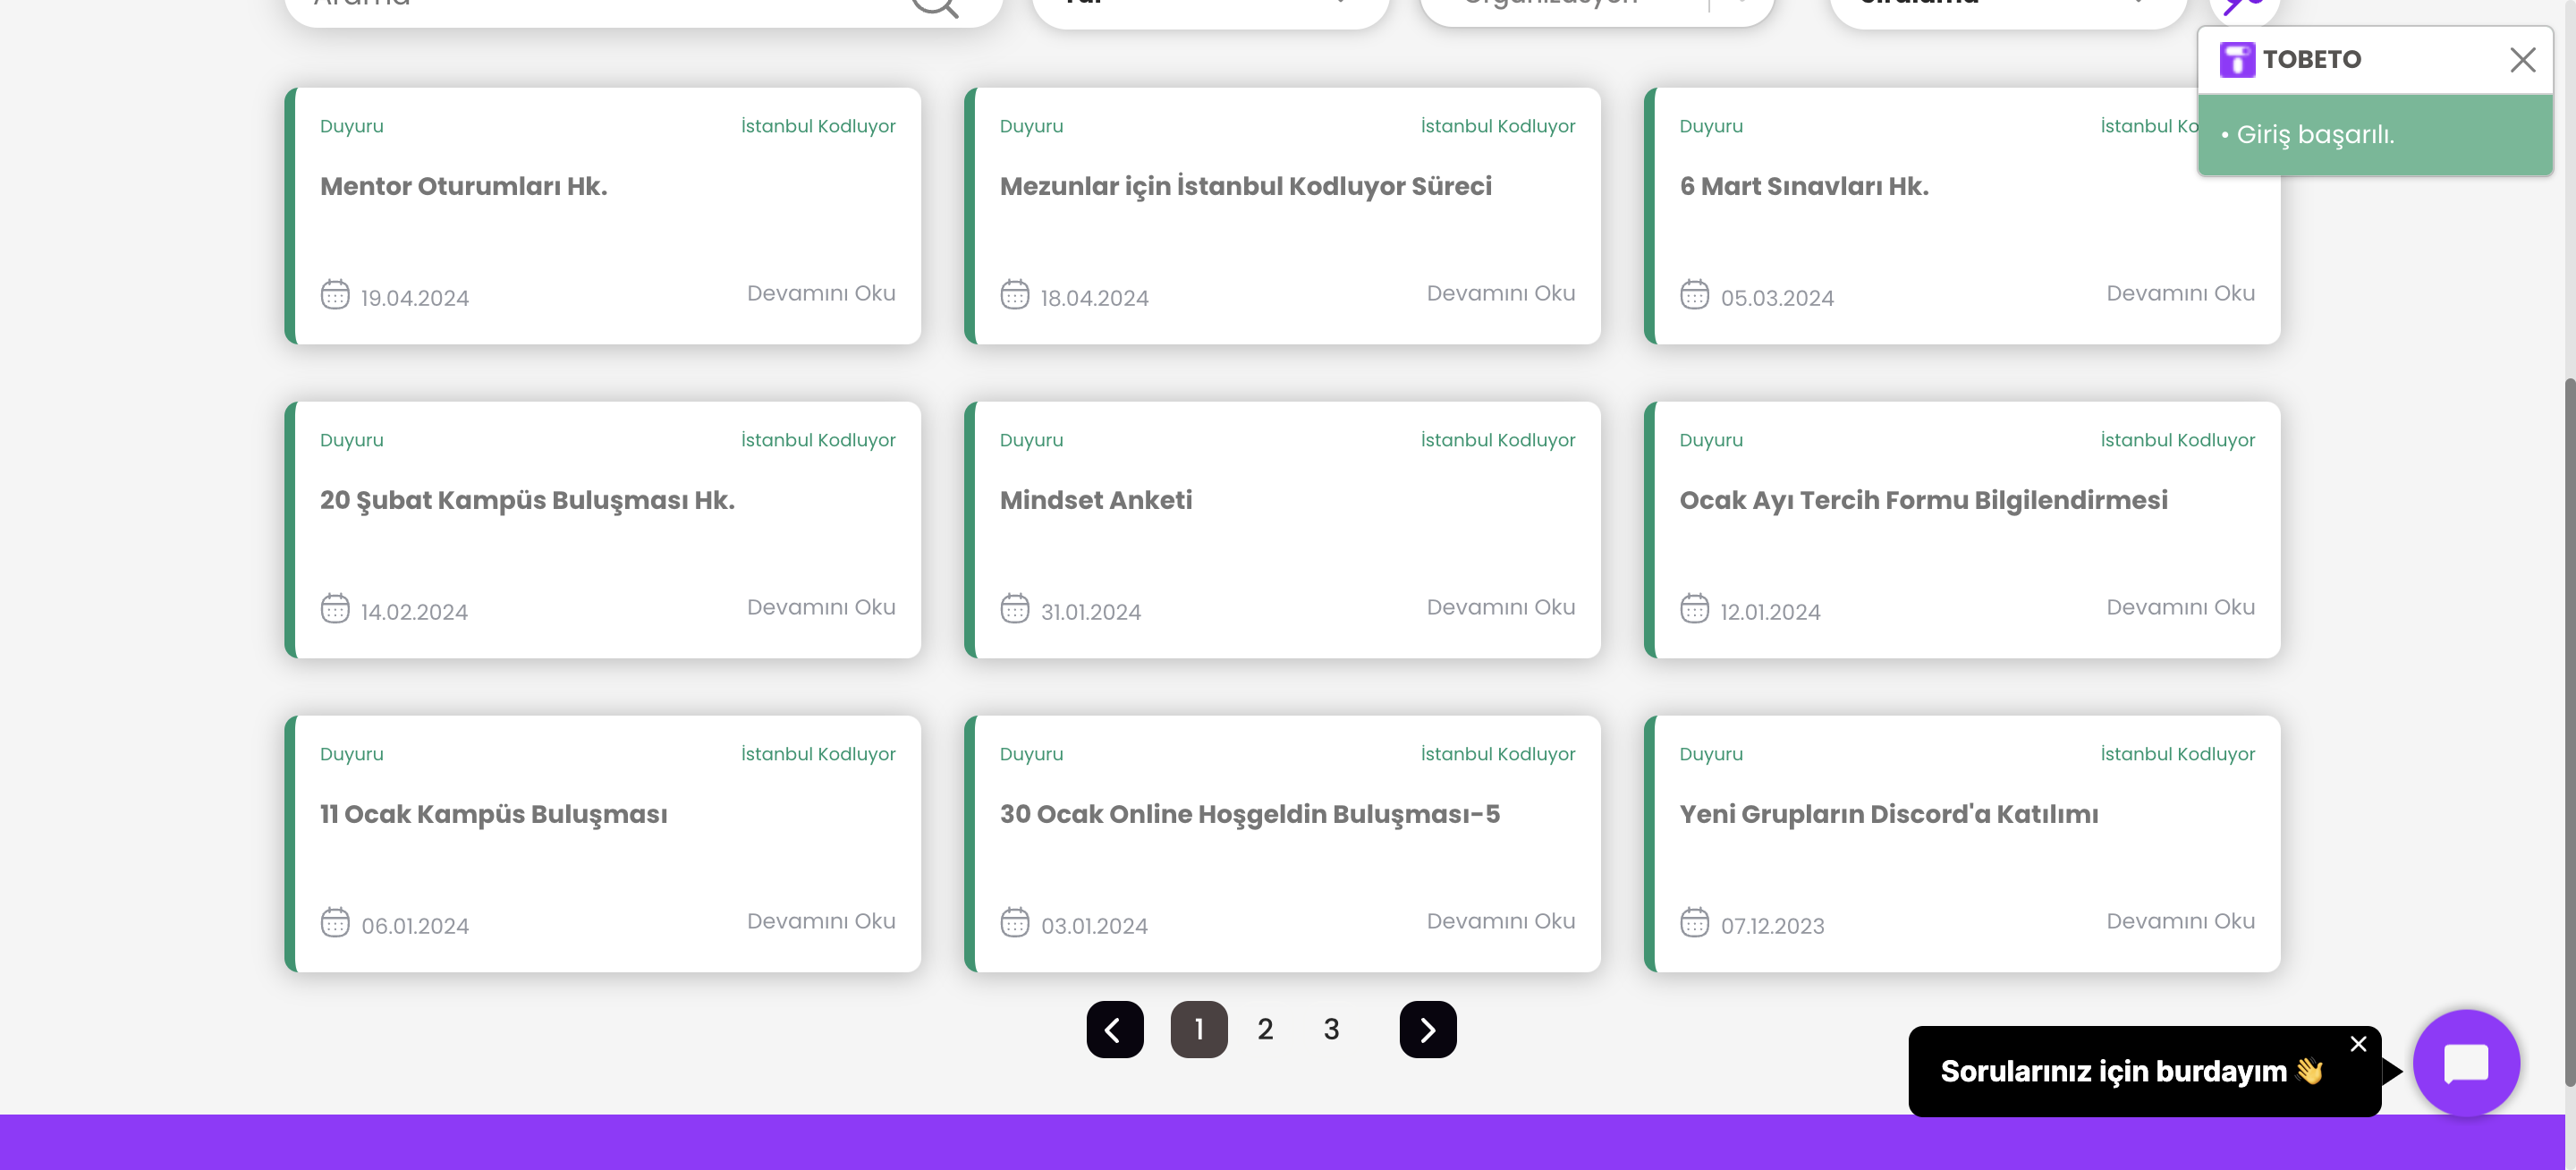 TOBETO
• Giriş başarılı.
Duyuru
İstanbul Kodluyor
Mentor Oturumları Hk.
19.04.2024
Devamını Oku
Duyuru
İstanbul Kodluyor
Mezunlar için İstanbul Kodluyor Süreci
18.04.2024
Devamını Oku
Duyuru
İstanbul Ko
6 Mart Sınavları Hk.
05.03.2024
Devamını Oku
Duyuru
İstanbul Kodluyor
20 Şubat Kampüs Buluşması Hk.
14.02.2024
Devamını Oku
Duyuru
İstanbul Kodluyor
Mindset Anketi
31.01.2024
Devamını Oku
Duyuru
İstanbul Kodluyor
Ocak Ayı Tercih Formu Bilgilendirmesi
12.01.2024
Devamını Oku
Duyuru
İstanbul Kodluyor
11 Ocak Kampüs Buluşması
06.01.2024
Devamını Oku
Duyuru
İstanbul Kodluyor
30 Ocak Online Hoşgeldin Buluşması-5
03.01.2024
Devamını Oku
Duyuru
İstanbul Kodluyor
Yeni Grupların Discord'a Katılımı
07.12.2023
Devamını Oku
1 2 3
Sorularınız için burdayım 👋